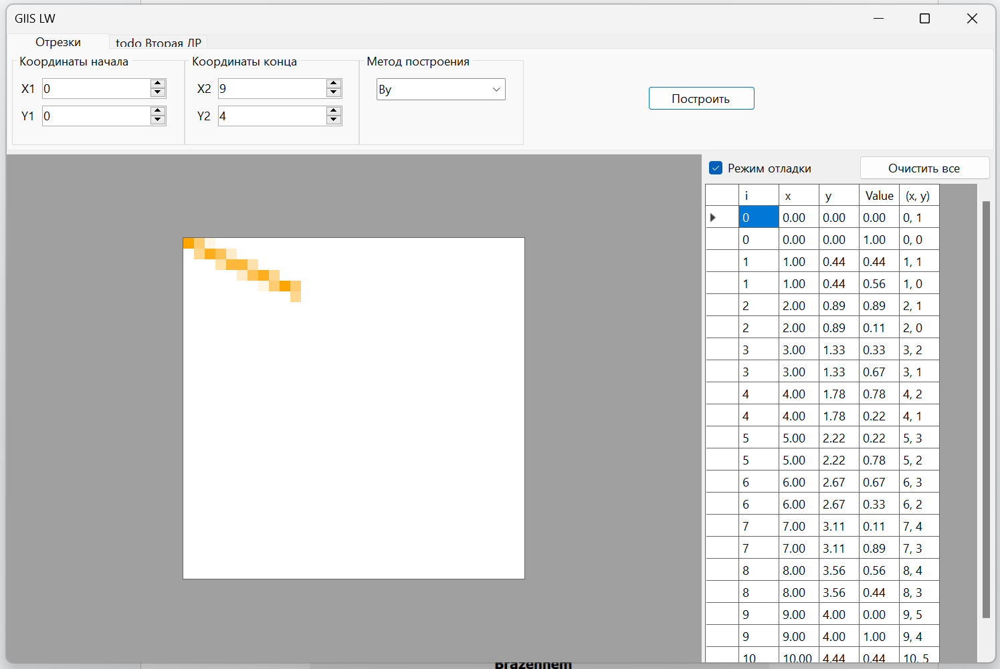 GIIS LW
Отрезки
todo Вторая ЛР
Координаты начала
X1 0
Y1 0
Координаты конца
X2 9
Y2 4
Метод построения
Ву
Построить
Режим отладки
Очистить все
i x y Value (x, y)
0 0.00 0.00 0.00 0, 1
0 0.00 0.00 1.00 0, 0
1 1.00 0.44 0.44 1, 1
1 1.00 0.44 0.56 1, 0
2 2.00 0.89 0.89 2, 1
2 2.00 0.89 0.11 2, 0
3 3.00 1.33 0.33 3, 2
3 3.00 1.33 0.67 3, 1
4 4.00 1.78 0.78 4, 2
4 4.00 1.78 0.22 4, 1
5 5.00 2.22 0.22 5, 3
5 5.00 2.22 0.78 5, 2
6 6.00 2.67 0.67 6, 3
6 6.00 2.67 0.33 6, 2
7 7.00 3.11 0.11 7, 4
7 7.00 3.11 0.89 7, 3
8 8.00 3.56 0.56 8, 4
8 8.00 3.56 0.44 8, 3
9 9.00 4.00 0.00 9, 5
9 9.00 4.00 1.00 9, 4
10 10.00 4.44 0.44 10, 5